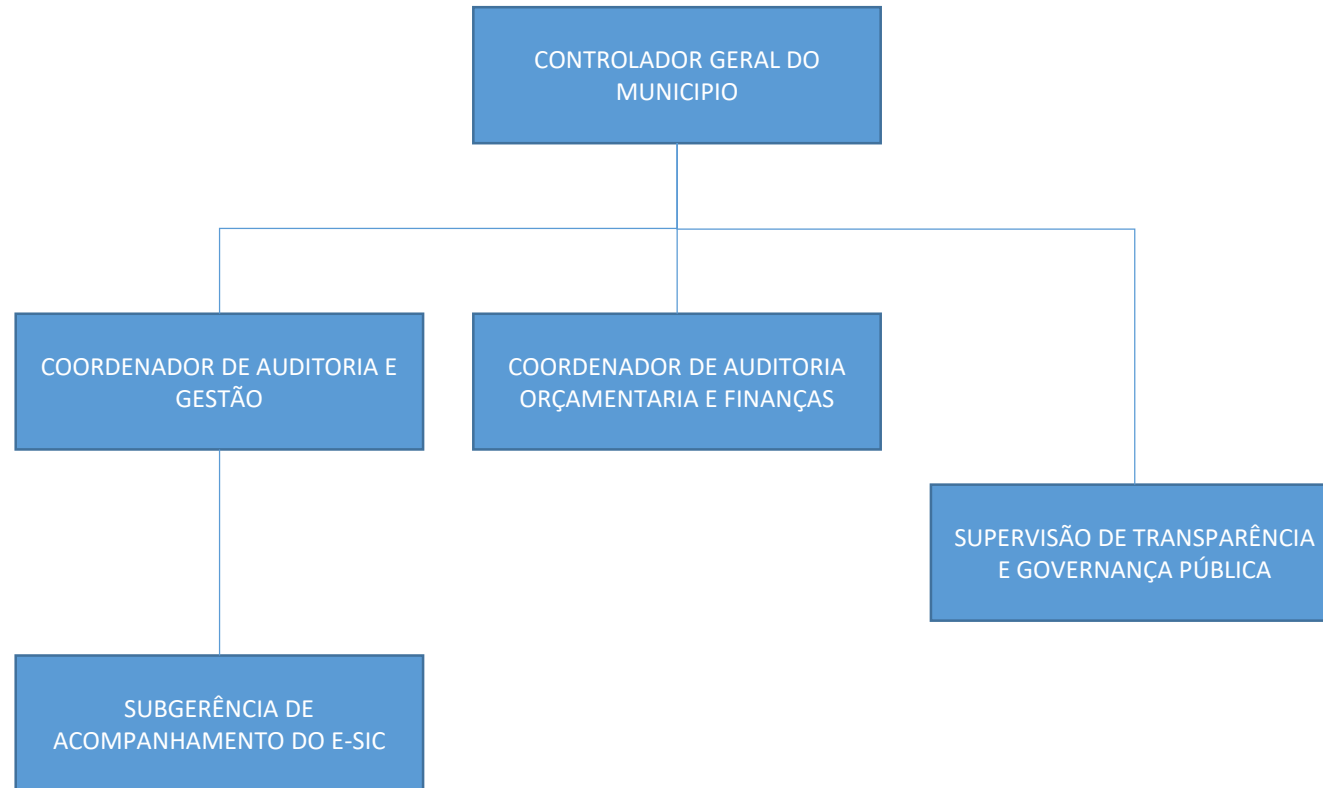 CONTROLADOR GERAL DO
MUNICIPIO
COORDENADOR DE AUDITORIA E
GESTÃO
COORDENADOR DE AUDITORIA
ORÇAMENTARIA E FINANÇAS
SUPERVISÃO DE TRANSPARÊNCIA
E GOVERNANÇA PÚBLICA
SUBGERÊNCIA DE
ACOMPANHAMENTO DO E-SIC